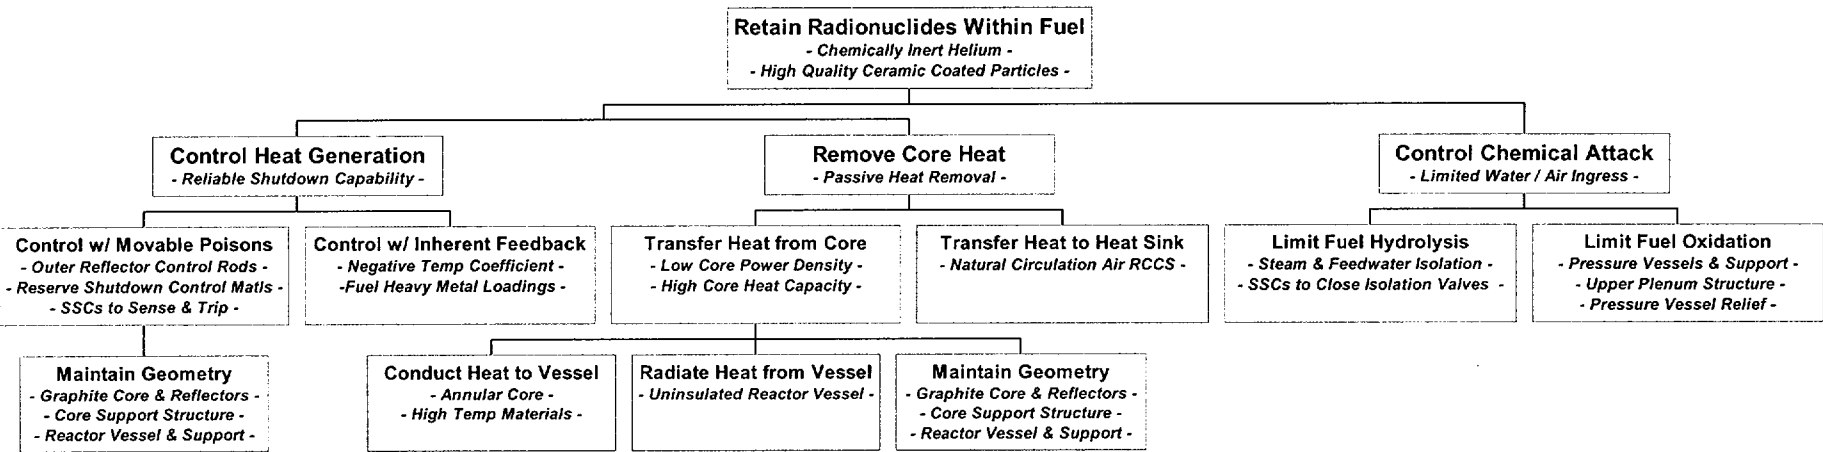 Retain Radionuclides Within Fuel
- Chemically Inert Helium -
- High Quality Ceramic Coated Particles -
Control Heat Generation
- Reliable Shutdown Capability -
Remove Core Heat
- Passive Heat Removal -
Control Chemical Attack
- Limited Water / Air Ingress -
Control w/ Movable Poisons
- Outer Reflector Control Rods -
- Reserve Shutdown Control Matls -
- SSCs to Sense & Trip -
Control w/ Inherent Feedback
- Negative Temp Coefficient -
-Fuel Heavy Metal Loadings -
Transfer Heat from Core
- Low Core Power Density -
- High Core Heat Capacity -
Transfer Heat to Heat Sink
- Natural Circulation Air RCCS -
Limit Fuel Hydrolysis
- Steam & Feedwater Isolation -
- SSCs to Close Isolation Valves -
Limit Fuel Oxidation
- Pressure Vessels & Support -
- Upper Plenum Structure -
- Pressure Vessel Relief -
Maintain Geometry
- Graphite Core & Reflectors -
- Core Support Structure -
- Reactor Vessel & Support -
Conduct Heat to Vessel
- Annular Core -
- High Temp Materials -
Radiate Heat from Vessel
- Uninsulated Reactor Vessel -
Maintain Geometry
- Graphite Core & Reflectors -
- Core Support Structure -
- Reactor Vessel & Support -